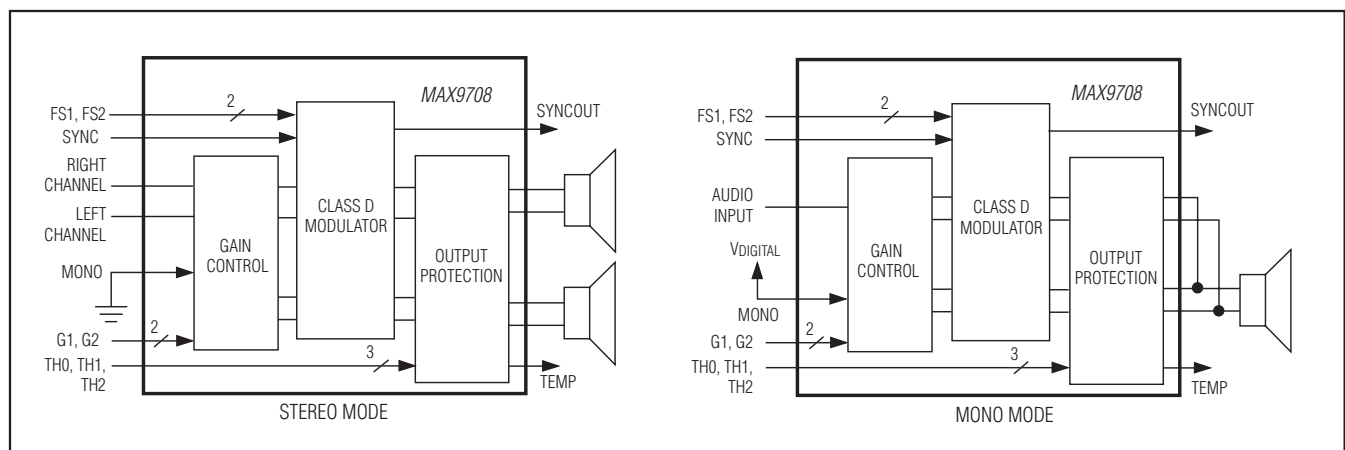 MAX9708
FS1, FS2
2
SYNC
SYNCOUT
RIGHT
CHANNEL
LEFT
CHANNEL
GAIN
CONTROL
CLASS D
MODULATOR
OUTPUT
PROTECTION
MONO
G1, G2
2
TH0, TH1,
TH2
3
TEMP
STEREO MODE
MAX9708
FS1, FS2
2
SYNC
SYNCOUT
AUDIO
INPUT
CLASS D
MODULATOR
VDIGITAL
GAIN
CONTROL
OUTPUT
PROTECTION
MONO
G1, G2
2
TH0, TH1,
TH2
3
TEMP
MONO MODE